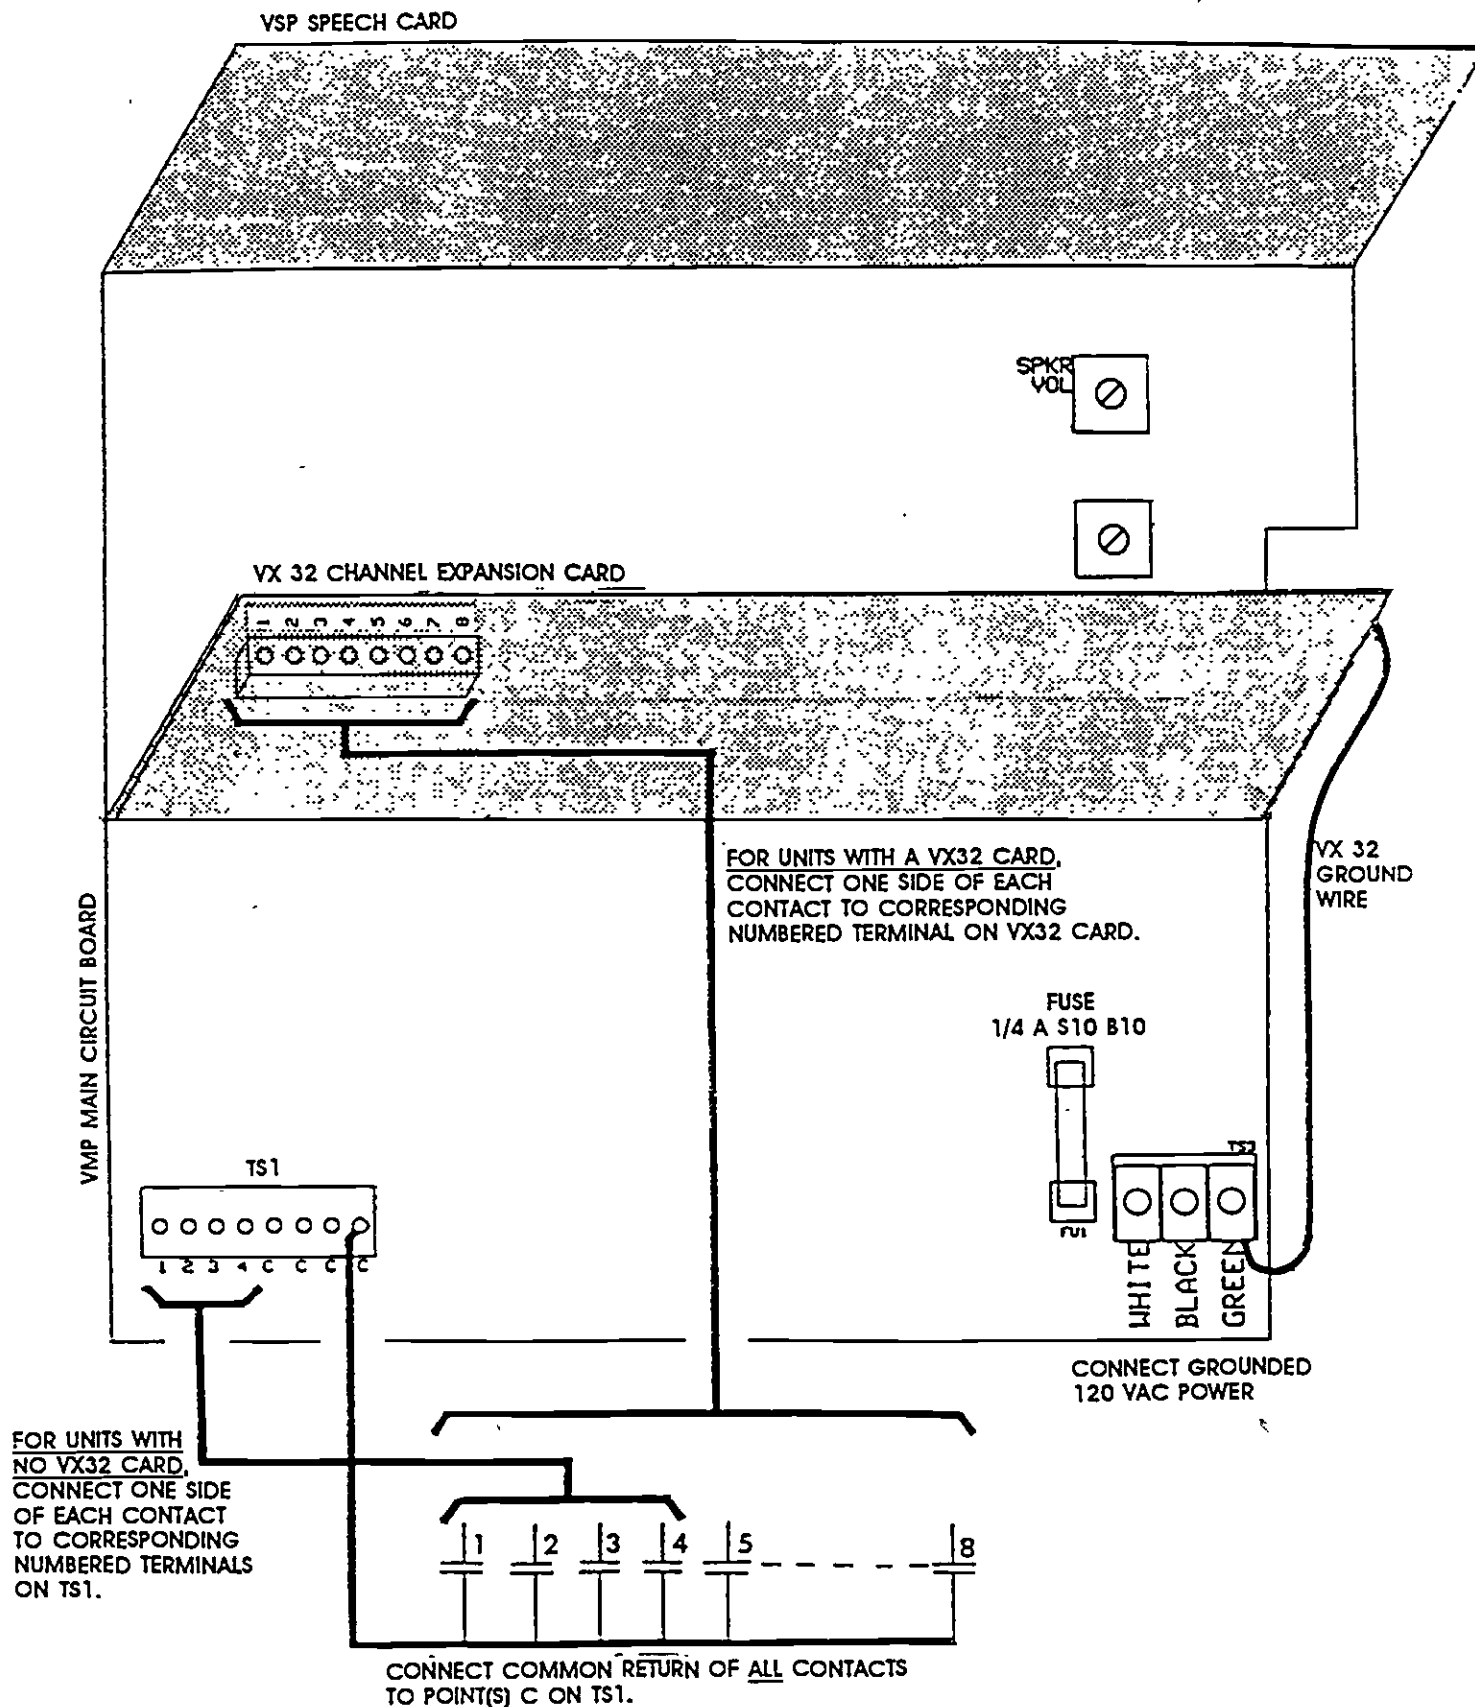 VSP SPEECH CARD
SPKR
VOL
VX 32 CHANNEL EXPANSION CARD
1 2 3 4 5 6 7 8
FOR UNITS WITH A VX32 CARD,
CONNECT ONE SIDE OF EACH
CONTACT TO CORRESPONDING
NUMBERED TERMINAL ON VX32 CARD.
VX 32
GROUND
WIRE
VMP MAIN CIRCUIT BOARD
FUSE
1/4 A S10 B10
FU1
TS1
1 2 3 4 C C C C
WHITE
BLACK
GREEN
CONNECT GROUNDED
120 VAC POWER
FOR UNITS WITH
NO VX32 CARD,
CONNECT ONE SIDE
OF EACH CONTACT
TO CORRESPONDING
NUMBERED TERMINALS
ON TS1.
1 2 3 4 5 8
CONNECT COMMON RETURN OF ALL CONTACTS
TO POINT(S) C ON TS1.